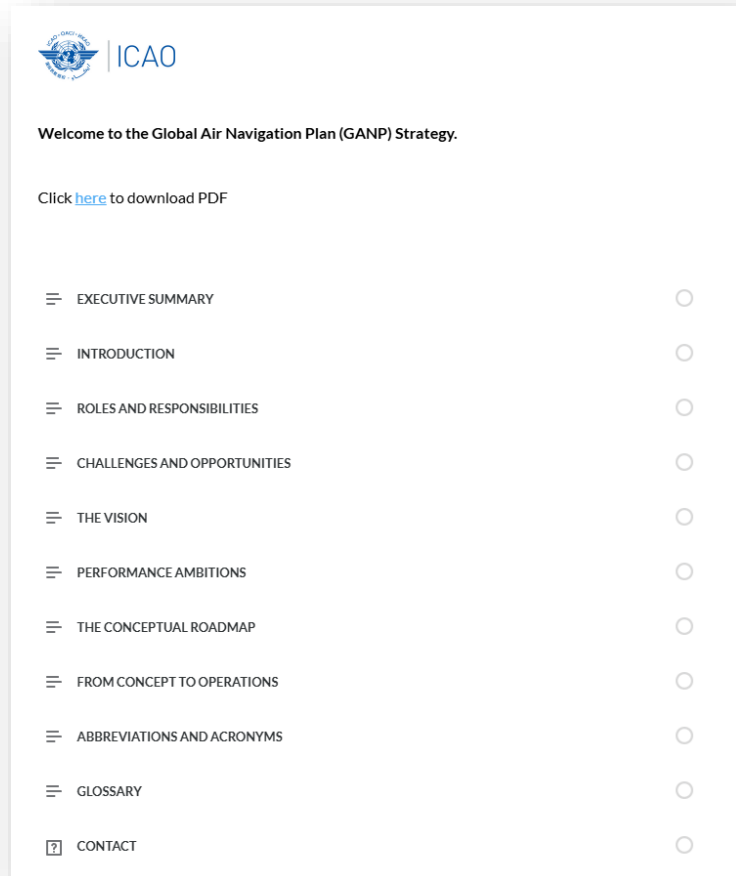 ICAO
Welcome to the Global Air Navigation Plan (GANP) Strategy.
Click here to download PDF
EXECUTIVE SUMMARY
INTRODUCTION
ROLES AND RESPONSIBILITIES
CHALLENGES AND OPPORTUNITIES
THE VISION
PERFORMANCE AMBITIONS
THE CONCEPTUAL ROADMAP
FROM CONCEPT TO OPERATIONS
ABBREVIATIONS AND ACRONYMS
GLOSSARY
? CONTACT